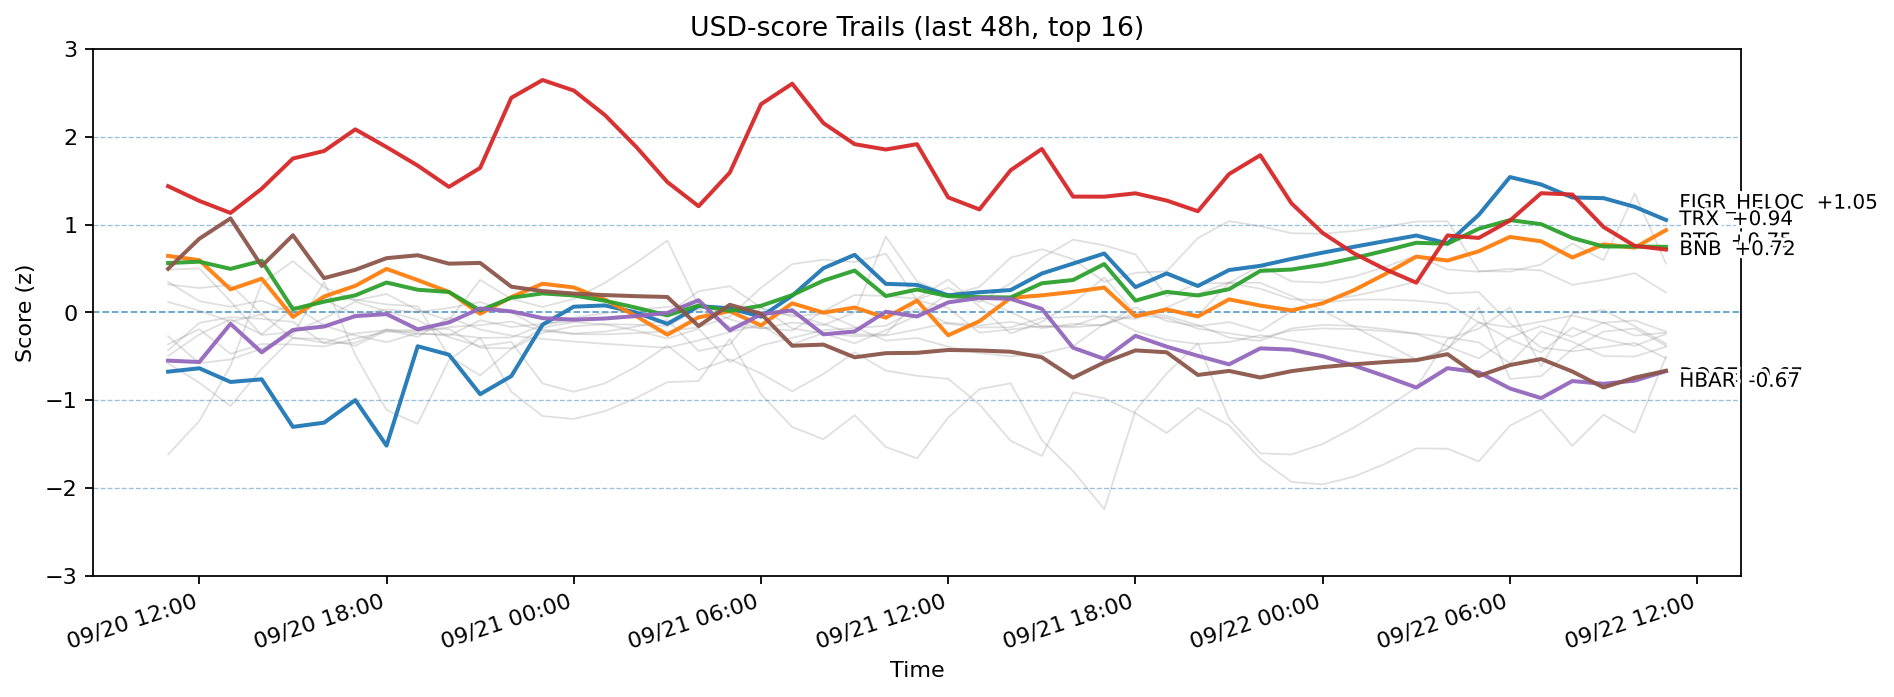 USD-score Trails (last 48h, top 16)
Score (z)
3
2
1
0
−1
−2
−3
FIGR_HELOC +1.05
TRX +0.94
BNB +0.72
HBAR -0.67
09/20 12:00
09/20 18:00
09/21 00:00
09/21 06:00
09/21 12:00
09/21 18:00
09/22 00:00
09/22 06:00
09/22 12:00
Time